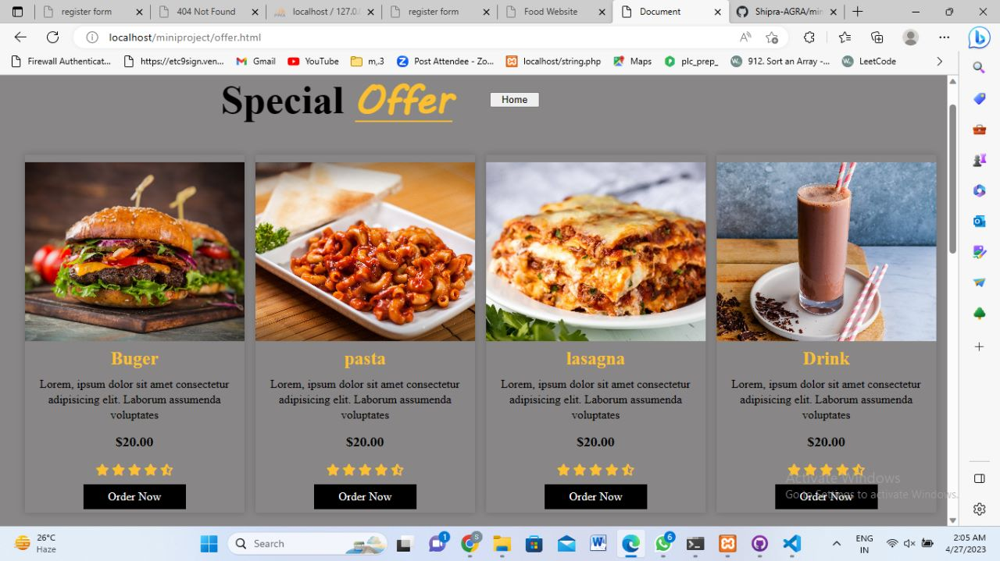 register form
404 Not Found
localhost / 127.0.
register form
Food Website
Document
Shipra-AGRA/min
localhost/miniproject/offer.html
Firewall Authenticat...
https://etc9sign.ven...
Gmail
YouTube
m,3
Post Attendee - Zo...
localhost/string.php
Maps
plc_prep_
912. Sort an Array -...
LeetCode
Special Offer
Home
Buger
Lorem, ipsum dolor sit amet consectetur
adipisicing elit. Laborum assumenda
voluptates
$20.00
Order Now
pasta
Lorem, ipsum dolor sit amet consectetur
adipisicing elit. Laborum assumenda
voluptates
$20.00
Order Now
lasagna
Lorem, ipsum dolor sit amet consectetur
adipisicing elit. Laborum assumenda
voluptates
$20.00
Order Now
Drink
Lorem, ipsum dolor sit amet consectetur
adipisicing elit. Laborum assumenda
voluptates
$20.00
Order Now
Activate Windows
Go to Settings to activate Windows.
26°C
Haze
Search
1
S
6
ENG
IN
2:05 AM
4/27/2023